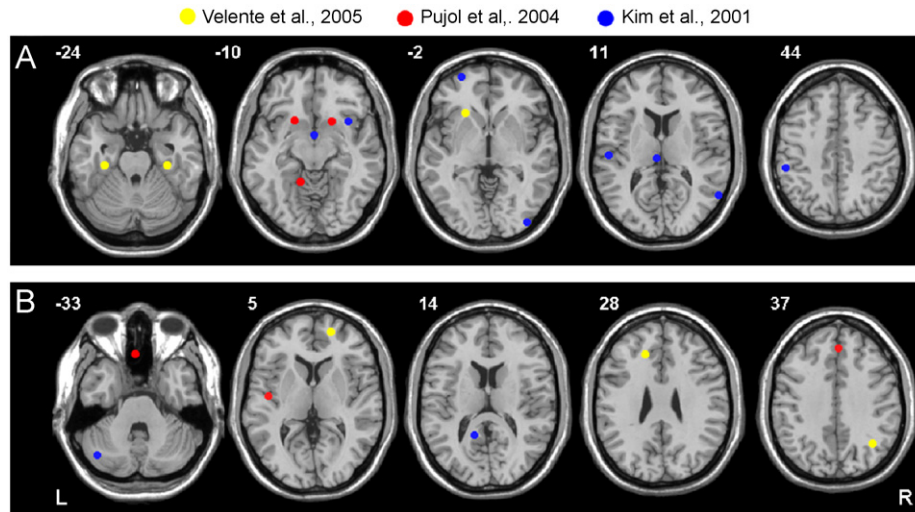 Velente et al., 2005 Pujol et al,. 2004 Kim et al., 2001
A -24 -10 -2 11 44
B -33 5 14 28 37
L R